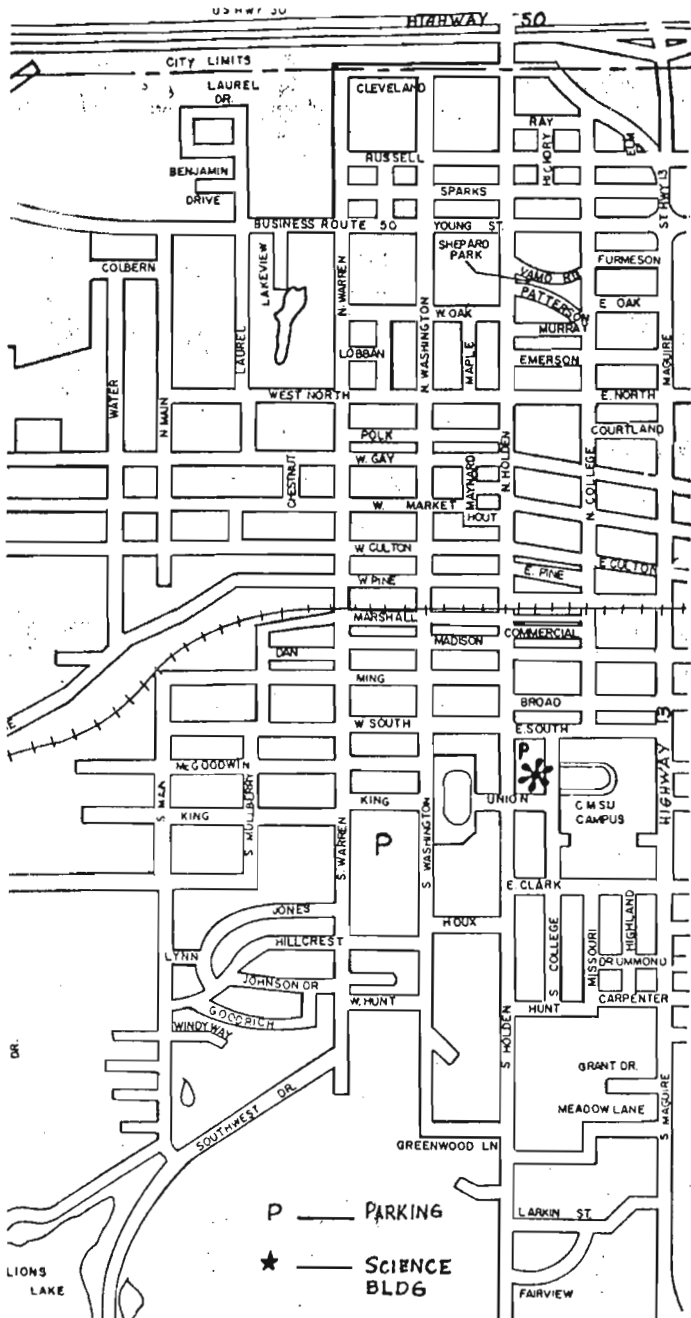 US HWY 50
HIGHWAY 50
CITY LIMITS
LAUREL
DR.
CLEVELAND
RAY
HICKORY
ELM
RUSSELL
BENJAMIN
DRIVE
SPARKS
ST HWY 13
BUSINESS ROUTE 50
YOUNG ST.
SHEPARD
PARK
COLBERN
LAKEVIEW
N. WARREN
FURMESON
PATTERSON
E. OAK
W. OAK
MURRAY
LOBBAN
N. WASHINGTON
MAPLE
EMERSON
MAGUIRE
LAUREL
WATER
N. MAIN
WEST NORTH
E. NORTH
COURTLAND
POLK
W. GAY
CHESTNUT
MAYNARD
N. HOLDEN
N. COLLEGE
W. MARKET
HOUT
W. CULTON
E. CULTON
W. PINE
E. PINE
MARSHALL
MADISON
COMMERCIAL
DAN
MING
BROAD
W SOUTH
E. SOUTH
HIGHWAY 13
P
McGOODWIN
S MAIN
S MULLBERRY
KING
KING
UNION
CMSU
CAMPUS
S. WARREN
P
S WASHINGTON
E. CLARK
JONES
HOUX
HILLCREST
LYNN
S COLLEGE
MISSOURI
HIGHLAND
DRUMMOND
JOHNSON DR
W. HUNT
HUNT
CARPENTER
GOODRICH
WINDYWAY
DR.
S HOLDEN
GRANT DR.
MEADOW LANE
S MAGUIRE
SOUTHWEST DR.
GREENWOOD LN
P — PARKING
LARKIN ST.
★ — SCIENCE
BLDG
LIONS
LAKE
FAIRVIEW